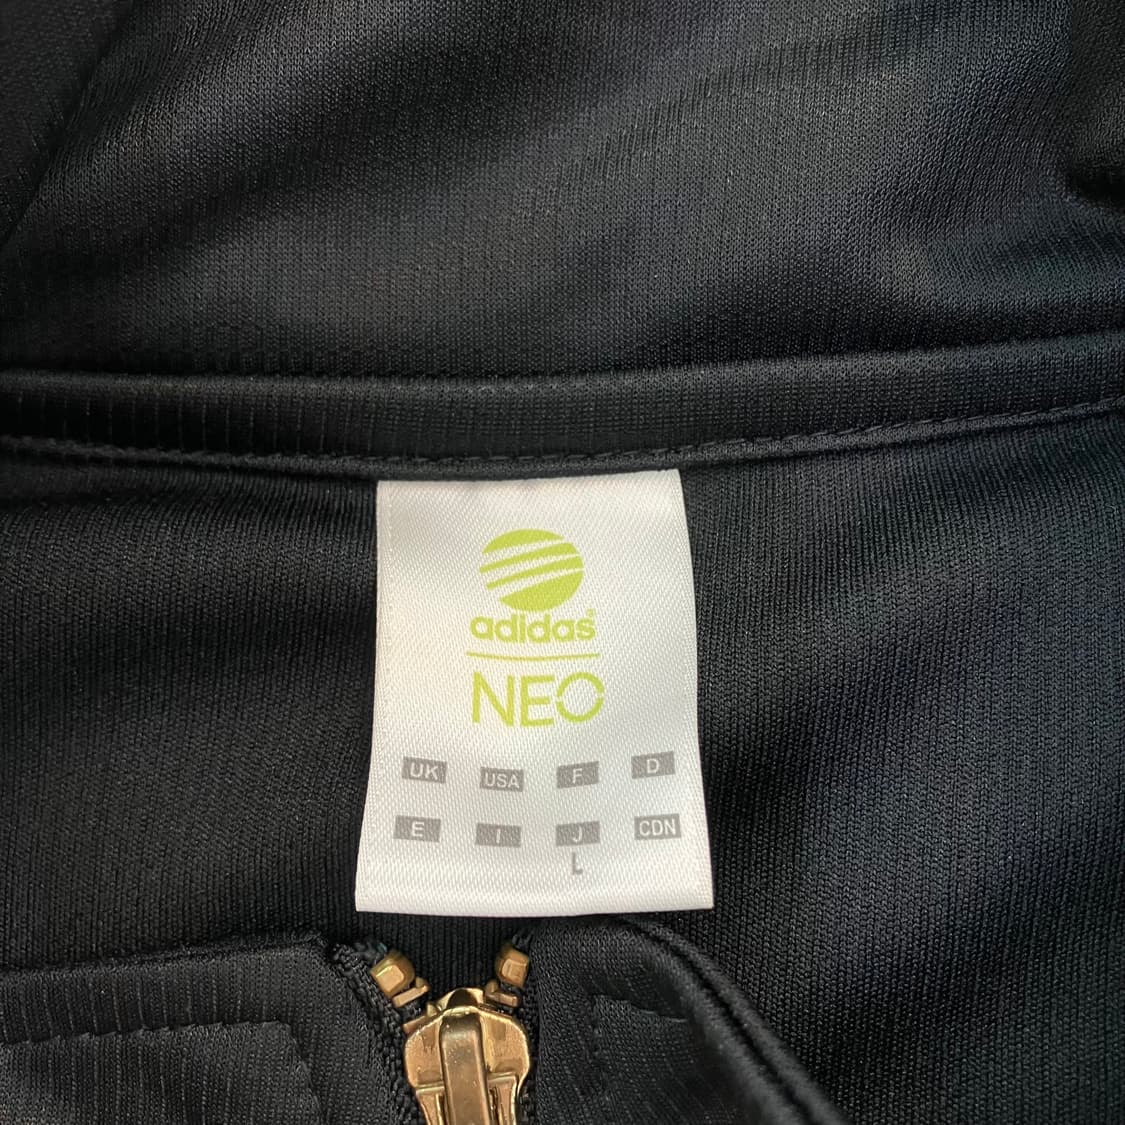 adidas®
NEO
UK USA F D
E I J CDN
L